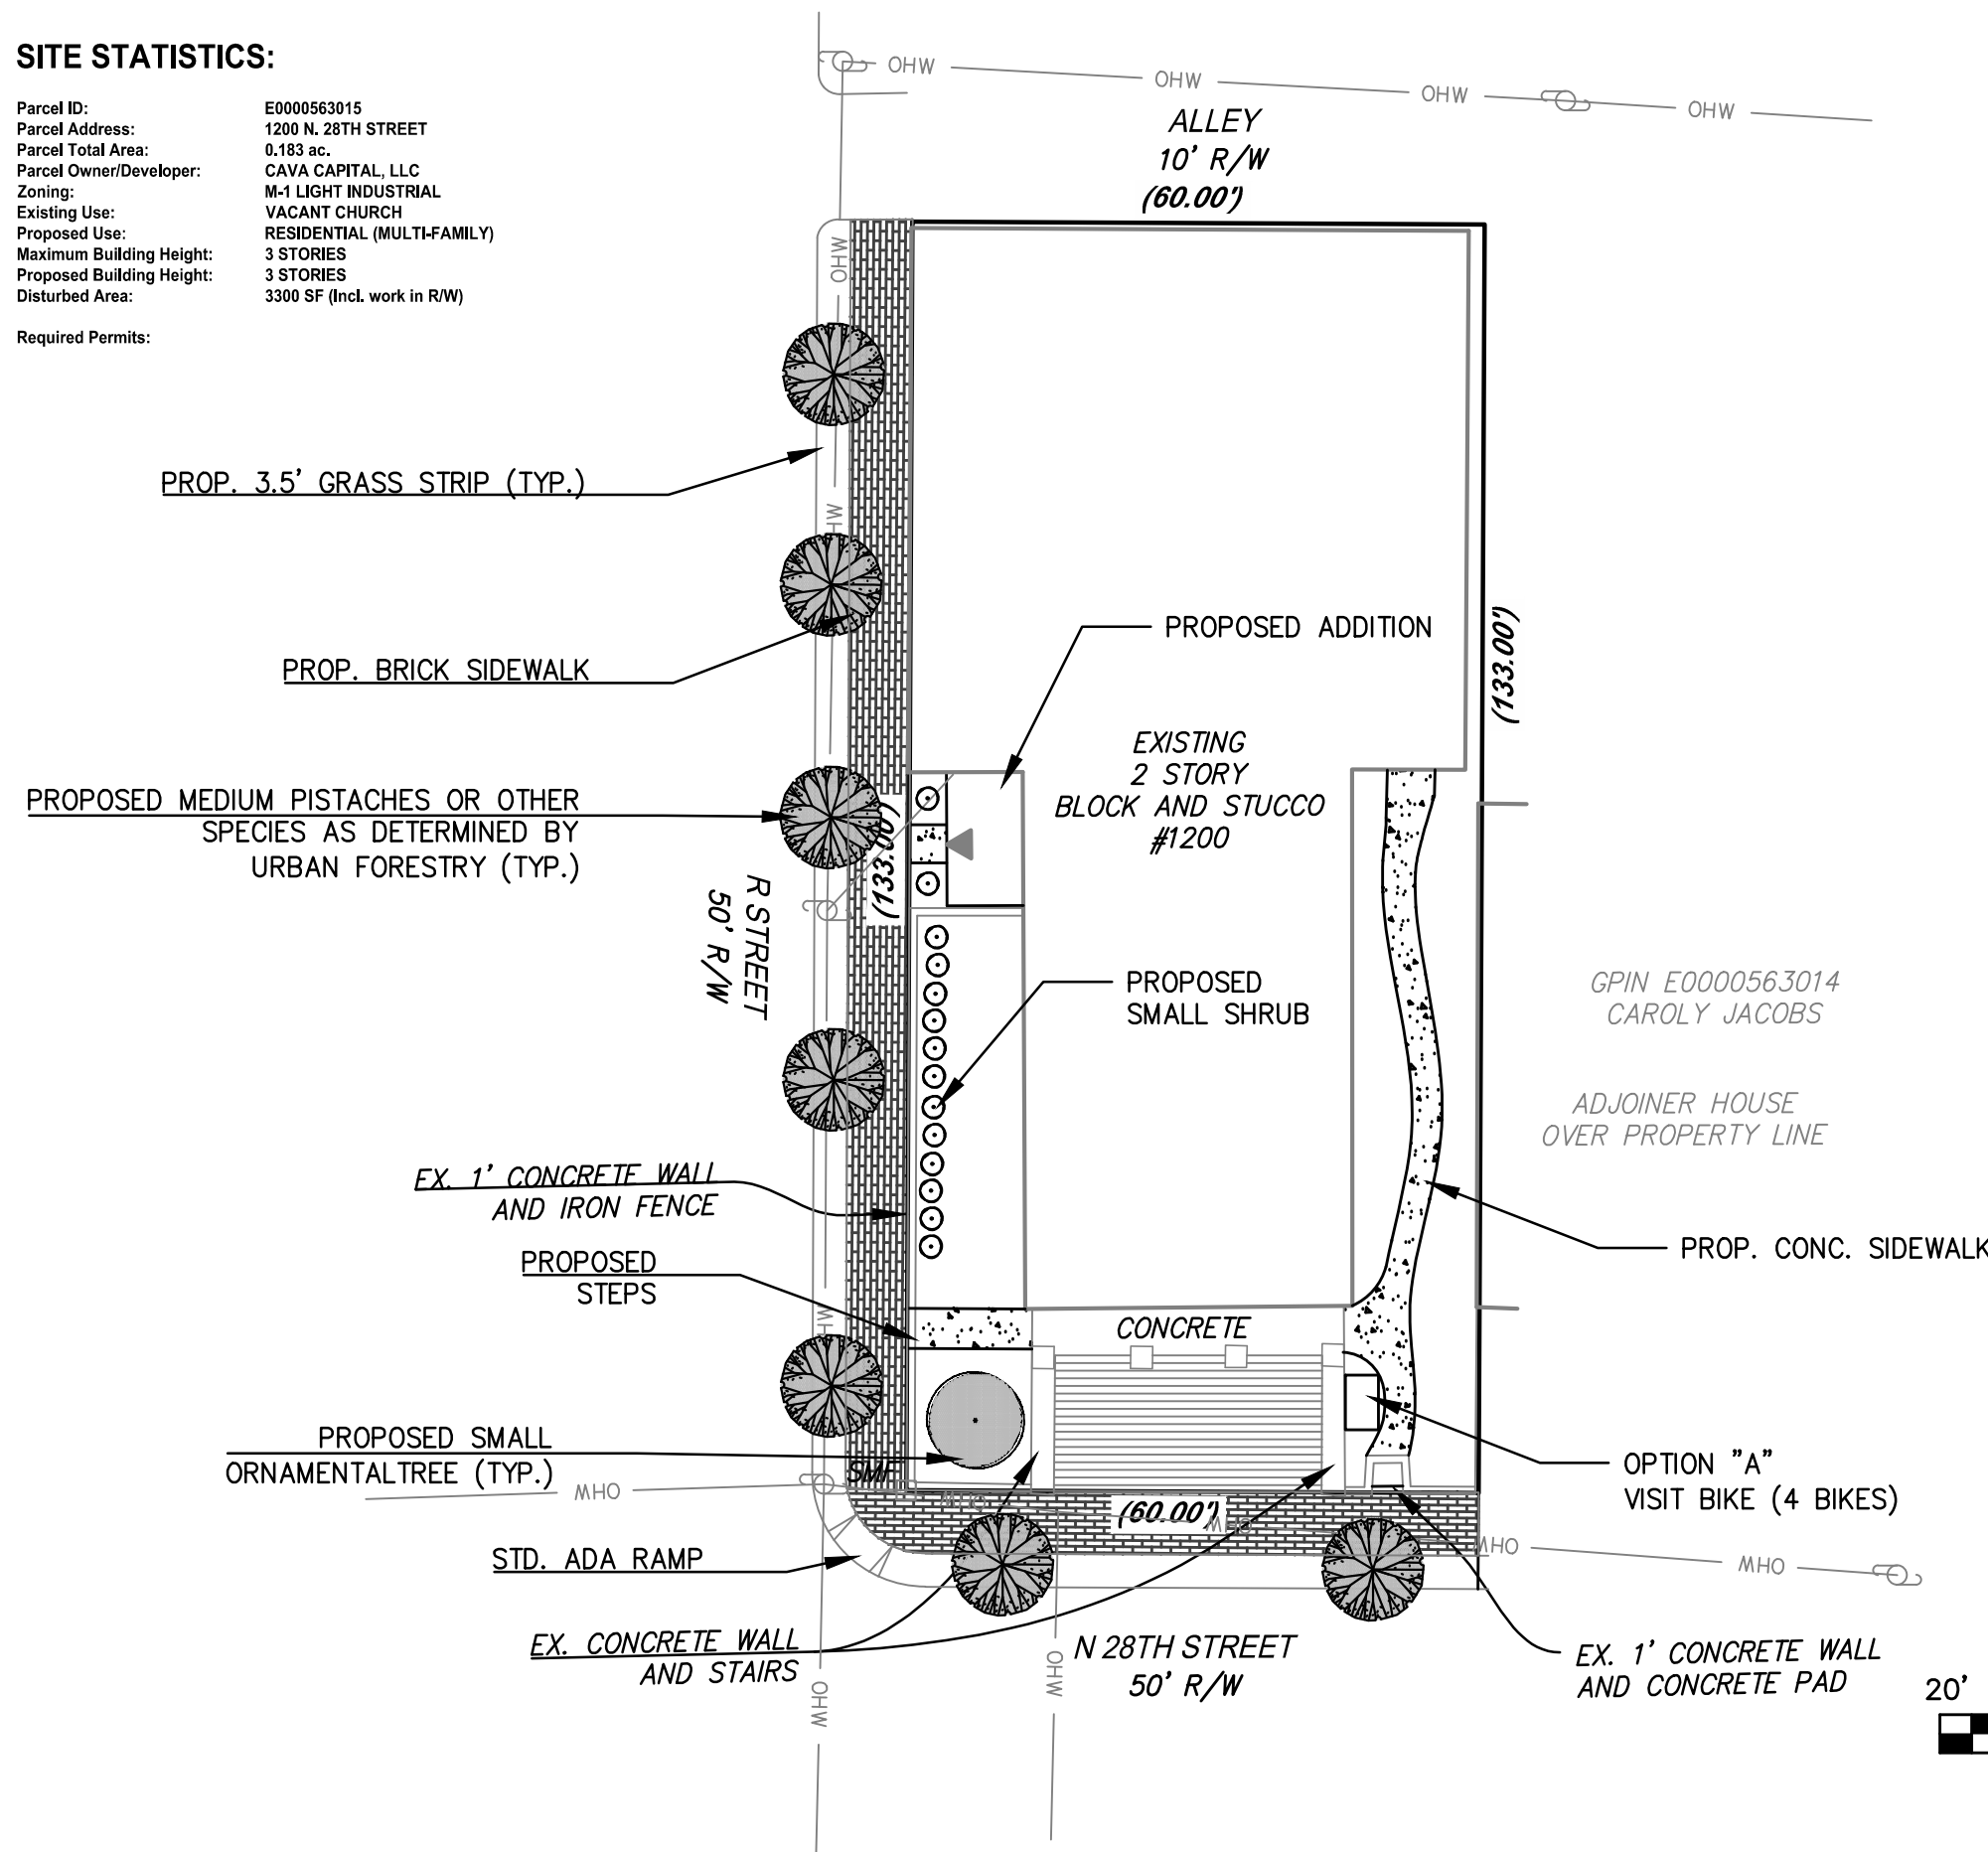 SITE STATISTICS:
Parcel ID: E0000563015
Parcel Address: 1200 N. 28TH STREET
Parcel Total Area: 0.183 ac.
Parcel Owner/Developer: CAVA CAPITAL, LLC
Zoning: M-1 LIGHT INDUSTRIAL
Existing Use: VACANT CHURCH
Proposed Use: RESIDENTIAL (MULTI-FAMILY)
Maximum Building Height: 3 STORIES
Proposed Building Height: 3 STORIES
Disturbed Area: 3300 SF (Incl. work in R/W)
Required Permits:
OHW
OHW
OHW
OHW
ALLEY
10' R/W
(60.00')
OHW
PROP. 3.5' GRASS STRIP (TYP.)
PROP. BRICK SIDEWALK
PROPOSED ADDITION
(133.00')
EXISTING
2 STORY
BLOCK AND STUCCO
#1200
PROPOSED MEDIUM PISTACHES OR OTHER
SPECIES AS DETERMINED BY
URBAN FORESTRY (TYP.)
(133.00')
R STREET
50' R/W
PROPOSED
SMALL SHRUB
GPIN E0000563014
CAROLY JACOBS
ADJOINER HOUSE
OVER PROPERTY LINE
EX. 1' CONCRETE WALL
AND IRON FENCE
PROPOSED
STEPS
PROP. CONC. SIDEWALK
CONCRETE
PROPOSED SMALL
ORNAMENTALTREE (TYP.)
SMF
OHW
OHW
(60.00')
OHW
OHW
OHW
OPTION "A"
VISIT BIKE (4 BIKES)
STD. ADA RAMP
EX. CONCRETE WALL
AND STAIRS
OHW
OHW
N 28TH STREET
50' R/W
EX. 1' CONCRETE WALL
AND CONCRETE PAD
20'